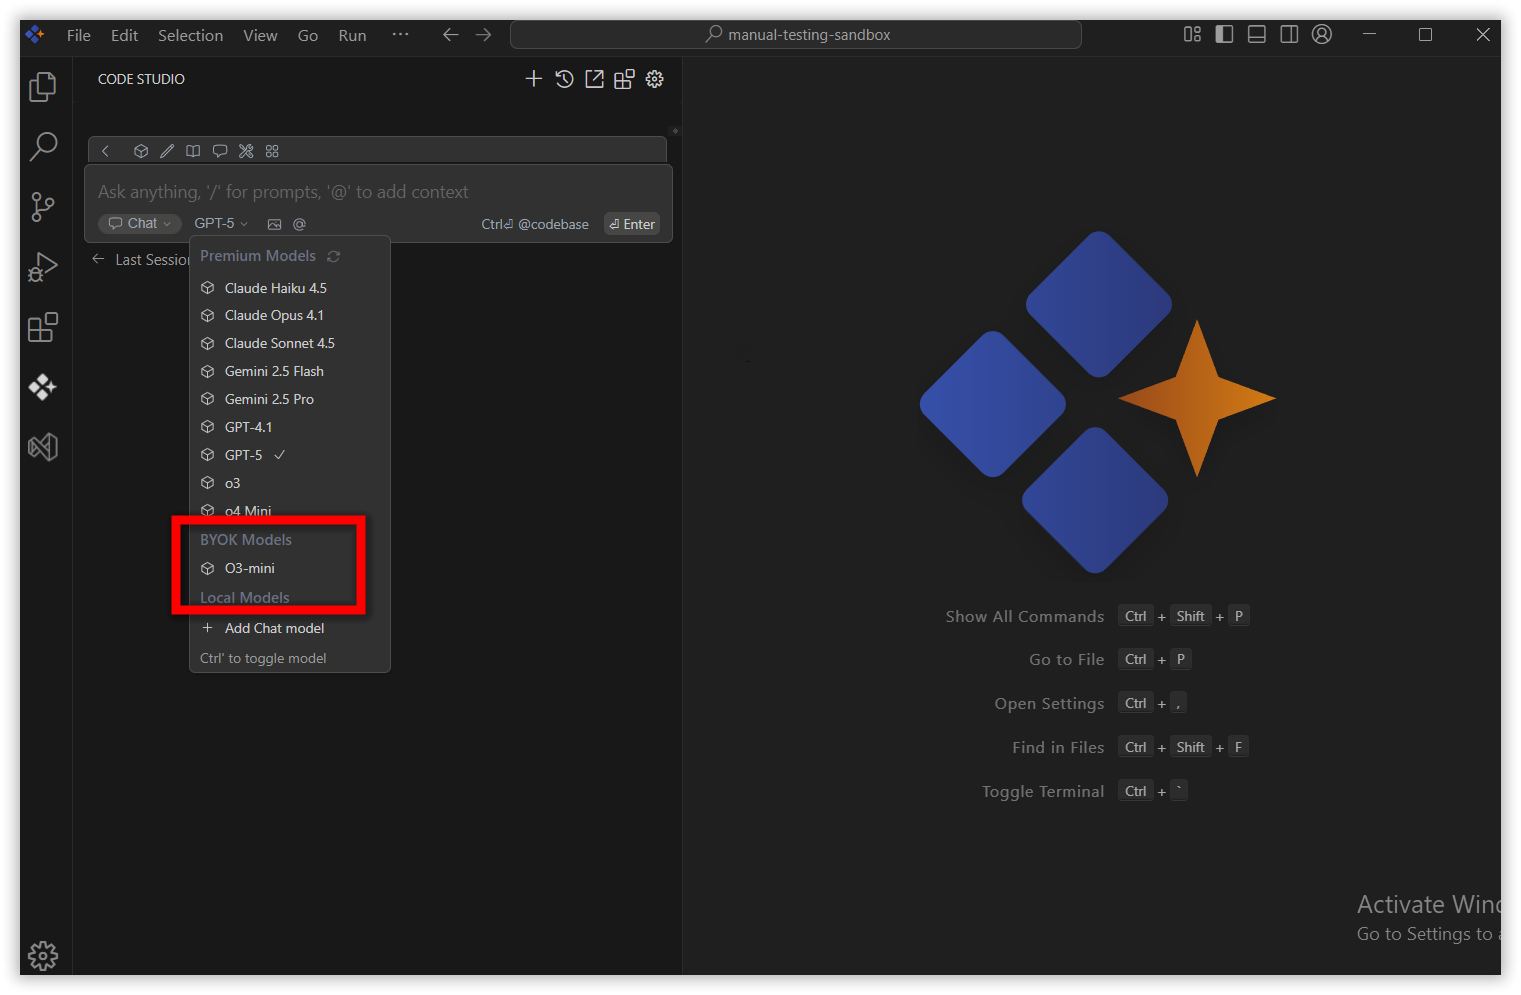 File Edit Selection View Go Run ···
manual-testing-sandbox
CODE STUDIO
Ask anything, '/' for prompts, '@' to add context
Chat GPT-5 @ Ctrl⏎ @codebase ⏎ Enter
Last Session
Premium Models
Claude Haiku 4.5
Claude Opus 4.1
Claude Sonnet 4.5
Gemini 2.5 Flash
Gemini 2.5 Pro
GPT-4.1
GPT-5 ✓
o3
o4 Mini
BYOK Models
O3-mini
Local Models
+ Add Chat model
Ctrl' to toggle model
Show All Commands Ctrl + Shift + P
Go to File Ctrl + P
Open Settings Ctrl + ,
Find in Files Ctrl + Shift + F
Toggle Terminal Ctrl + `
Activate Wind
Go to Settings to a